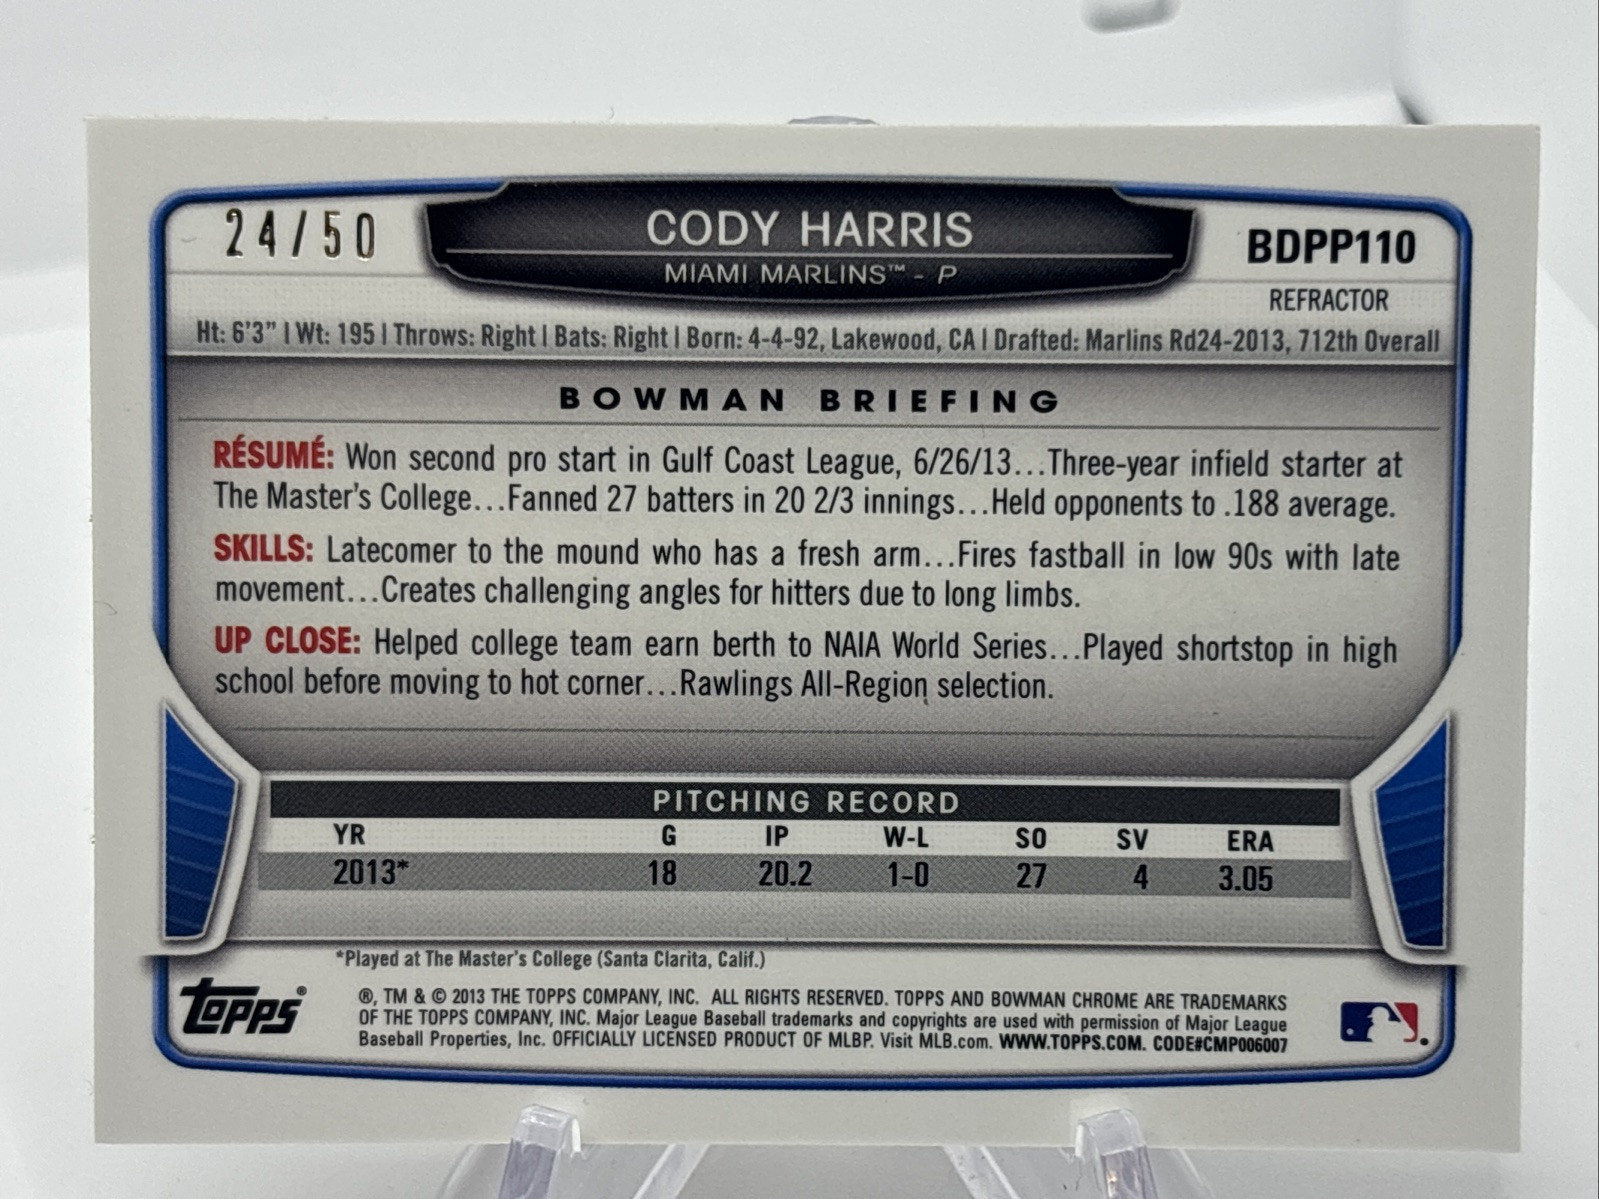 24/50
CODY HARRIS
MIAMI MARLINS™ - P
BDPP110
REFRACTOR
Ht: 6'3" | Wt: 195 | Throws: Right | Bats: Right | Born: 4-4-92, Lakewood, CA | Drafted: Marlins Rd24-2013, 712th Overall
BOWMAN BRIEFING
RÉSUMÉ: Won second pro start in Gulf Coast League, 6/26/13...Three-year infield starter at
The Master's College...Fanned 27 batters in 20 2/3 innings...Held opponents to .188 average.
SKILLS: Latecomer to the mound who has a fresh arm...Fires fastball in low 90s with late
movement...Creates challenging angles for hitters due to long limbs.
UP CLOSE: Helped college team earn berth to NAIA World Series...Played shortstop in high
school before moving to hot corner...Rawlings All-Region selection.
PITCHING RECORD
YR G IP W-L SO SV ERA
2013* 18 20.2 1-0 27 4 3.05
*Played at The Master's College (Santa Clarita, Calif.)
Topps®
®, TM & © 2013 THE TOPPS COMPANY, INC. ALL RIGHTS RESERVED. TOPPS AND BOWMAN CHROME ARE TRADEMARKS
OF THE TOPPS COMPANY, INC. Major League Baseball trademarks and copyrights are used with permission of Major League
Baseball Properties, Inc. OFFICIALLY LICENSED PRODUCT OF MLBP. Visit MLB.com. WWW.TOPPS.COM. CODE#CMP006007